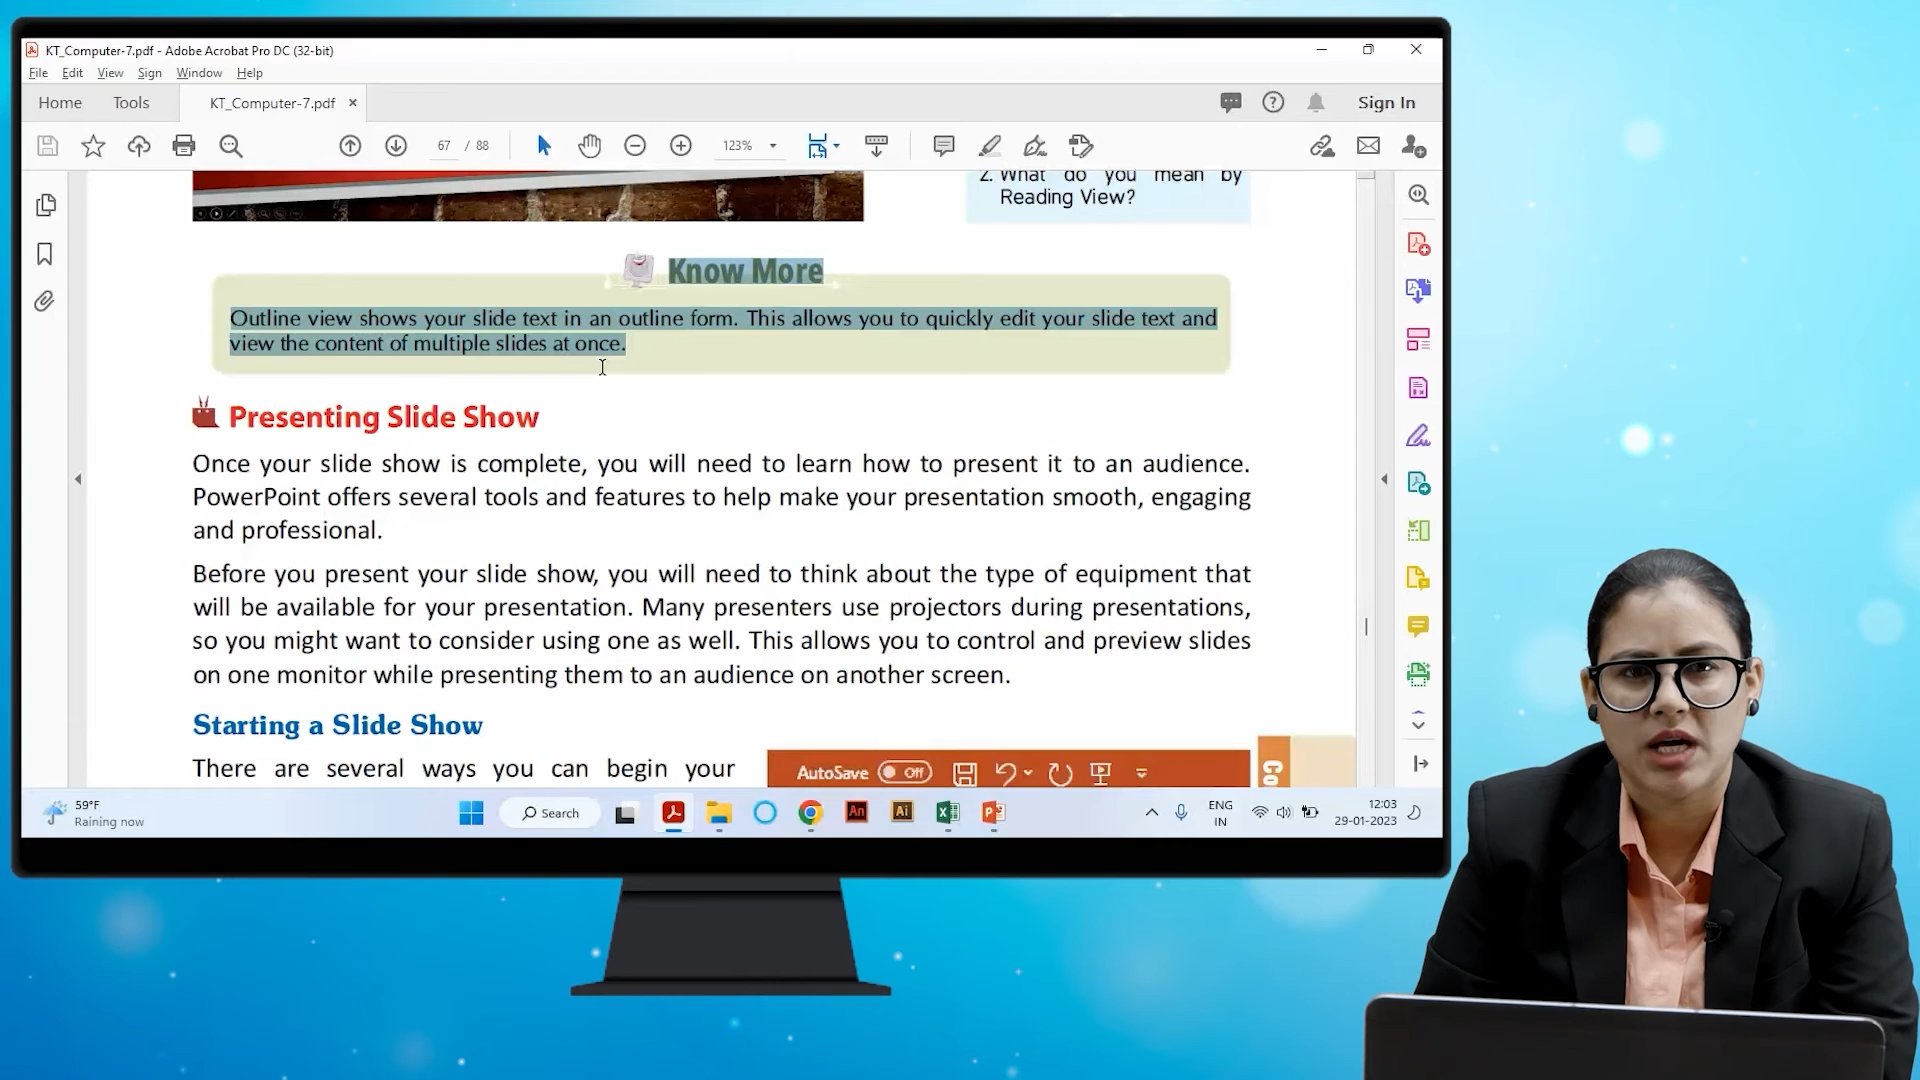 KT_Computer-7.pdf - Adobe Acrobat Pro DC (32-bit)
File Edit View Sign Window Help
Home Tools KT_Computer-7.pdf × Sign In
67 / 88 123%
2. What do you mean by
Reading View?
Know More
Outline view shows your slide text in an outline form. This allows you to quickly edit your slide text and
view the content of multiple slides at once.
Presenting Slide Show
Once your slide show is complete, you will need to learn how to present it to an audience.
PowerPoint offers several tools and features to help make your presentation smooth, engaging
and professional.
Before you present your slide show, you will need to think about the type of equipment that
will be available for your presentation. Many presenters use projectors during presentations,
so you might want to consider using one as well. This allows you to control and preview slides
on one monitor while presenting them to an audience on another screen.
Starting a Slide Show
There are several ways you can begin your
AutoSave Off
Co
59°F
Raining now
Search
An
Ai
ENG
IN
12:03
29-01-2023